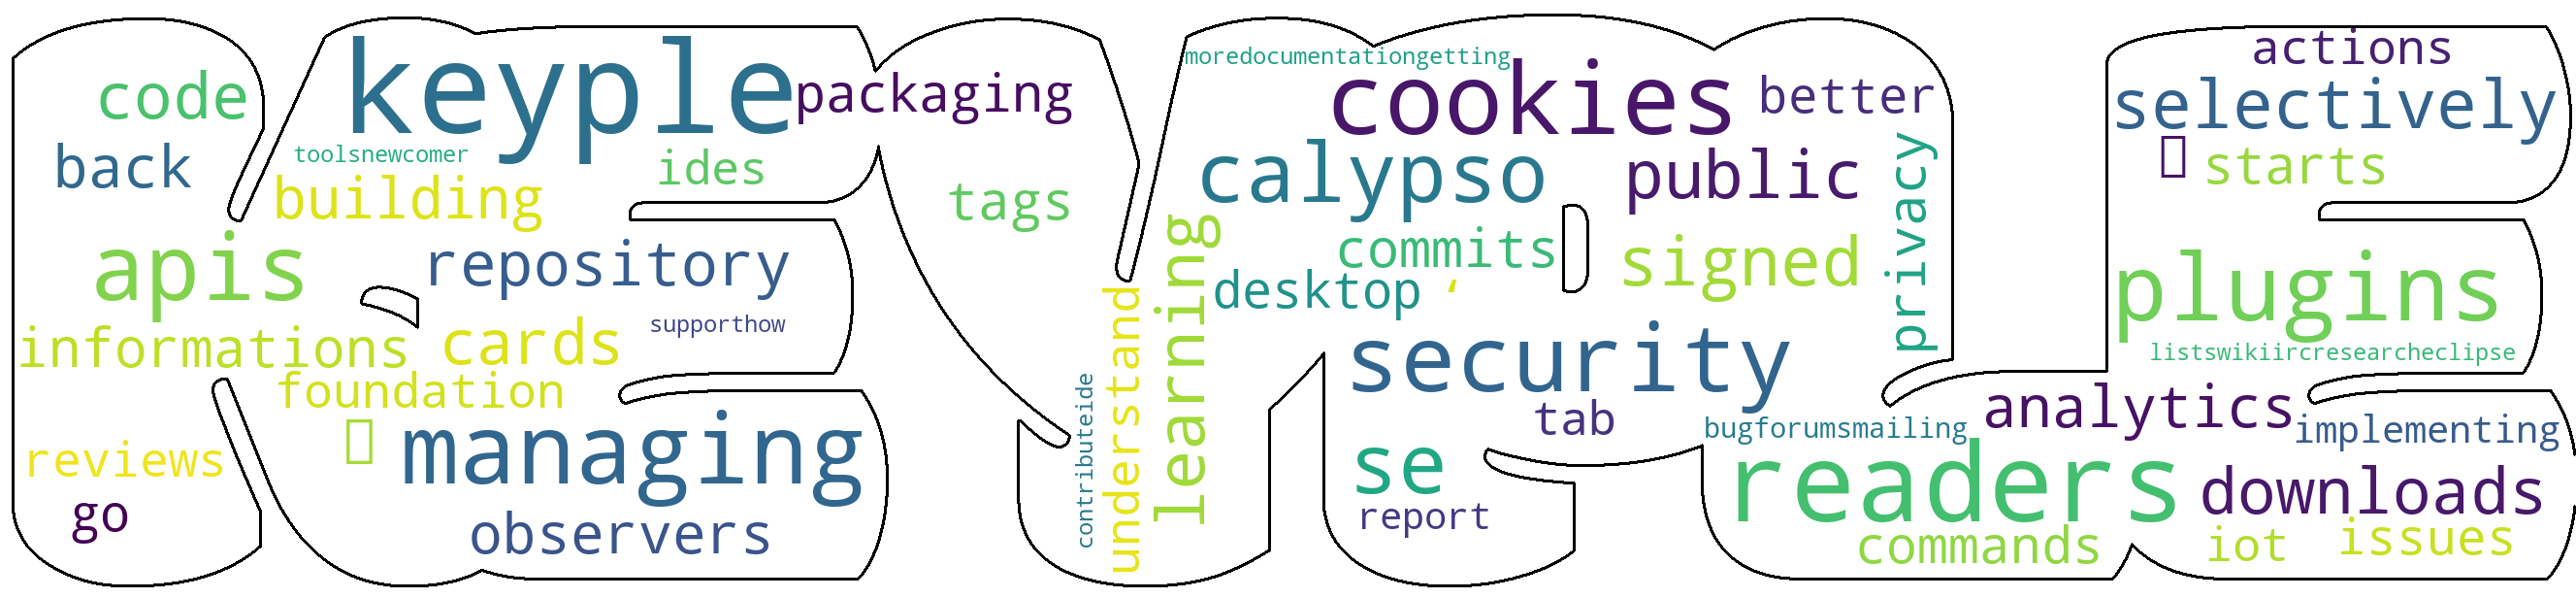 code
back
keyple
toolsnewcomer
building
ides
packaging
tags
apis
repository
informations
cards
supporthow
foundation
managing
reviews
go
observers
contributeide
understand
learning
moredocumentationgetting
cookies
better
calypso
public
privacy
commits
signed
desktop
‘
security
tab
se
report
bugforumsmailing
actions
selectively
starts
plugins
listswikiircresearcheclipse
analytics
implementing
readers
downloads
commands
iot
issues